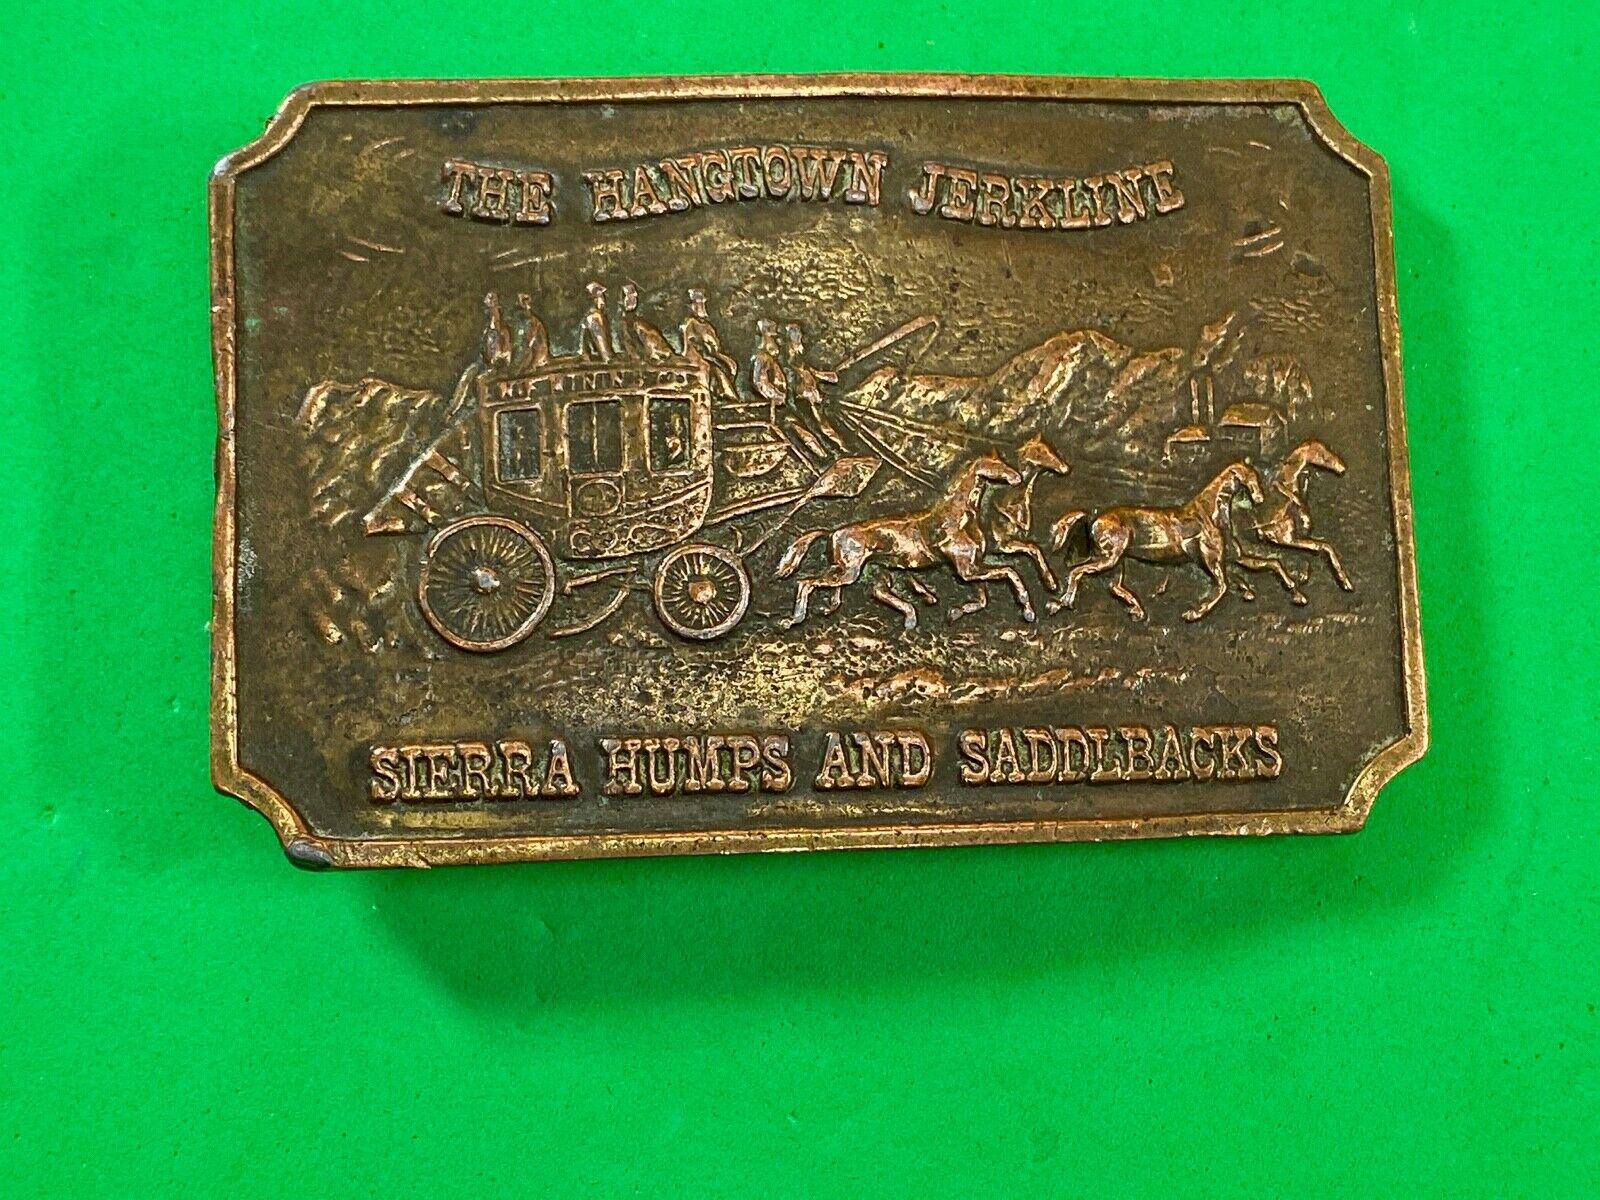 THE HANGTOWN JERKLINE
SIERRA HUMPS AND SADDLBACKS